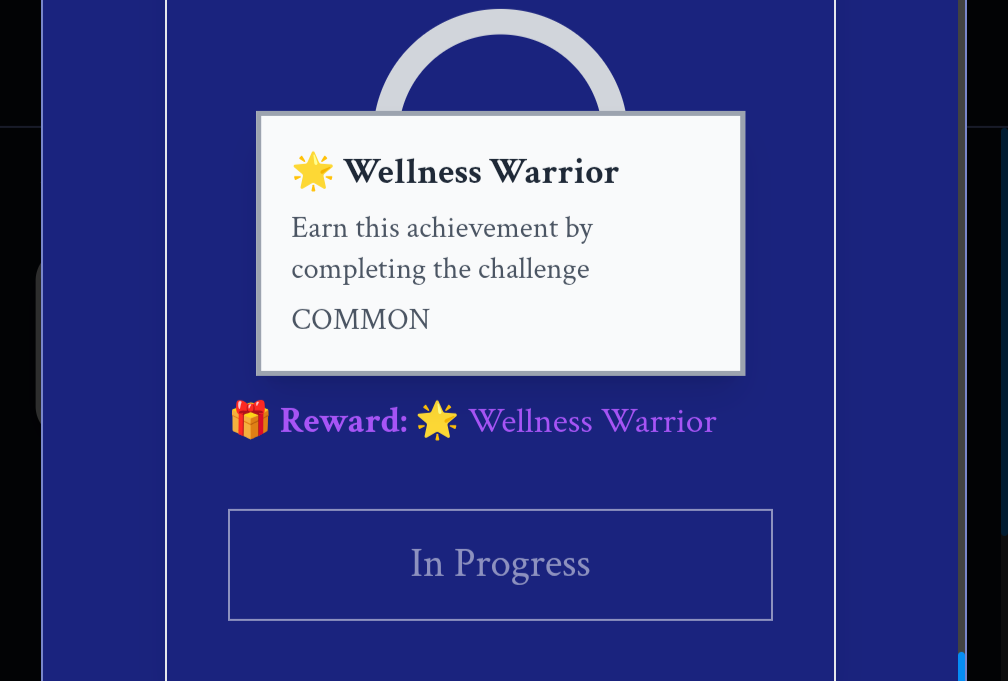 🌟 Wellness Warrior
Earn this achievement by
completing the challenge
COMMON
🎁 Reward: 🌟 Wellness Warrior
In Progress